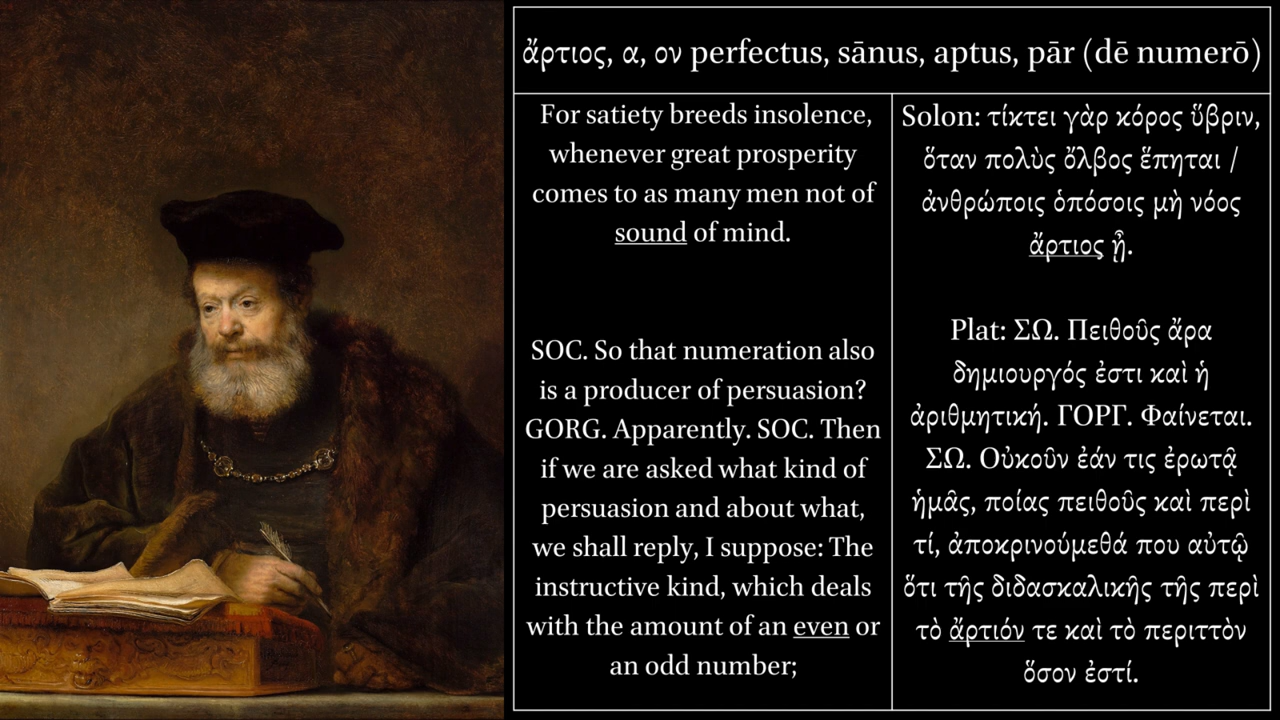 ἄρτιος, α, ον perfectus, sānus, aptus, pār (dē numerō)
For satiety breeds insolence,
whenever great prosperity
comes to as many men not of
sound of mind.
SOC. So that numeration also
is a producer of persuasion?
GORG. Apparently. SOC. Then
if we are asked what kind of
persuasion and about what,
we shall reply, I suppose: The
instructive kind, which deals
with the amount of an even or
an odd number;
Solon: τίκτει γὰρ κόρος ὕβριν,
ὅταν πολὺς ὄλβος ἕπηται /
ἀνθρώποις ὁπόσοις μὴ νόος
ἄρτιος ᾖ.
Plat: ΣΩ. Πειθοῦς ἄρα
δημιουργός ἐστι καὶ ἡ
ἀριθμητική. ΓΟΡΓ. Φαίνεται.
ΣΩ. Οὐκοῦν ἐάν τις ἐρωτᾷ
ἡμᾶς, ποίας πειθοῦς καὶ περὶ
τί, ἀποκρινούμεθά που αὐτῷ
ὅτι τῆς διδασκαλικῆς τῆς περὶ
τὸ ἄρτιόν τε καὶ τὸ περιττὸν
ὅσον ἐστί.